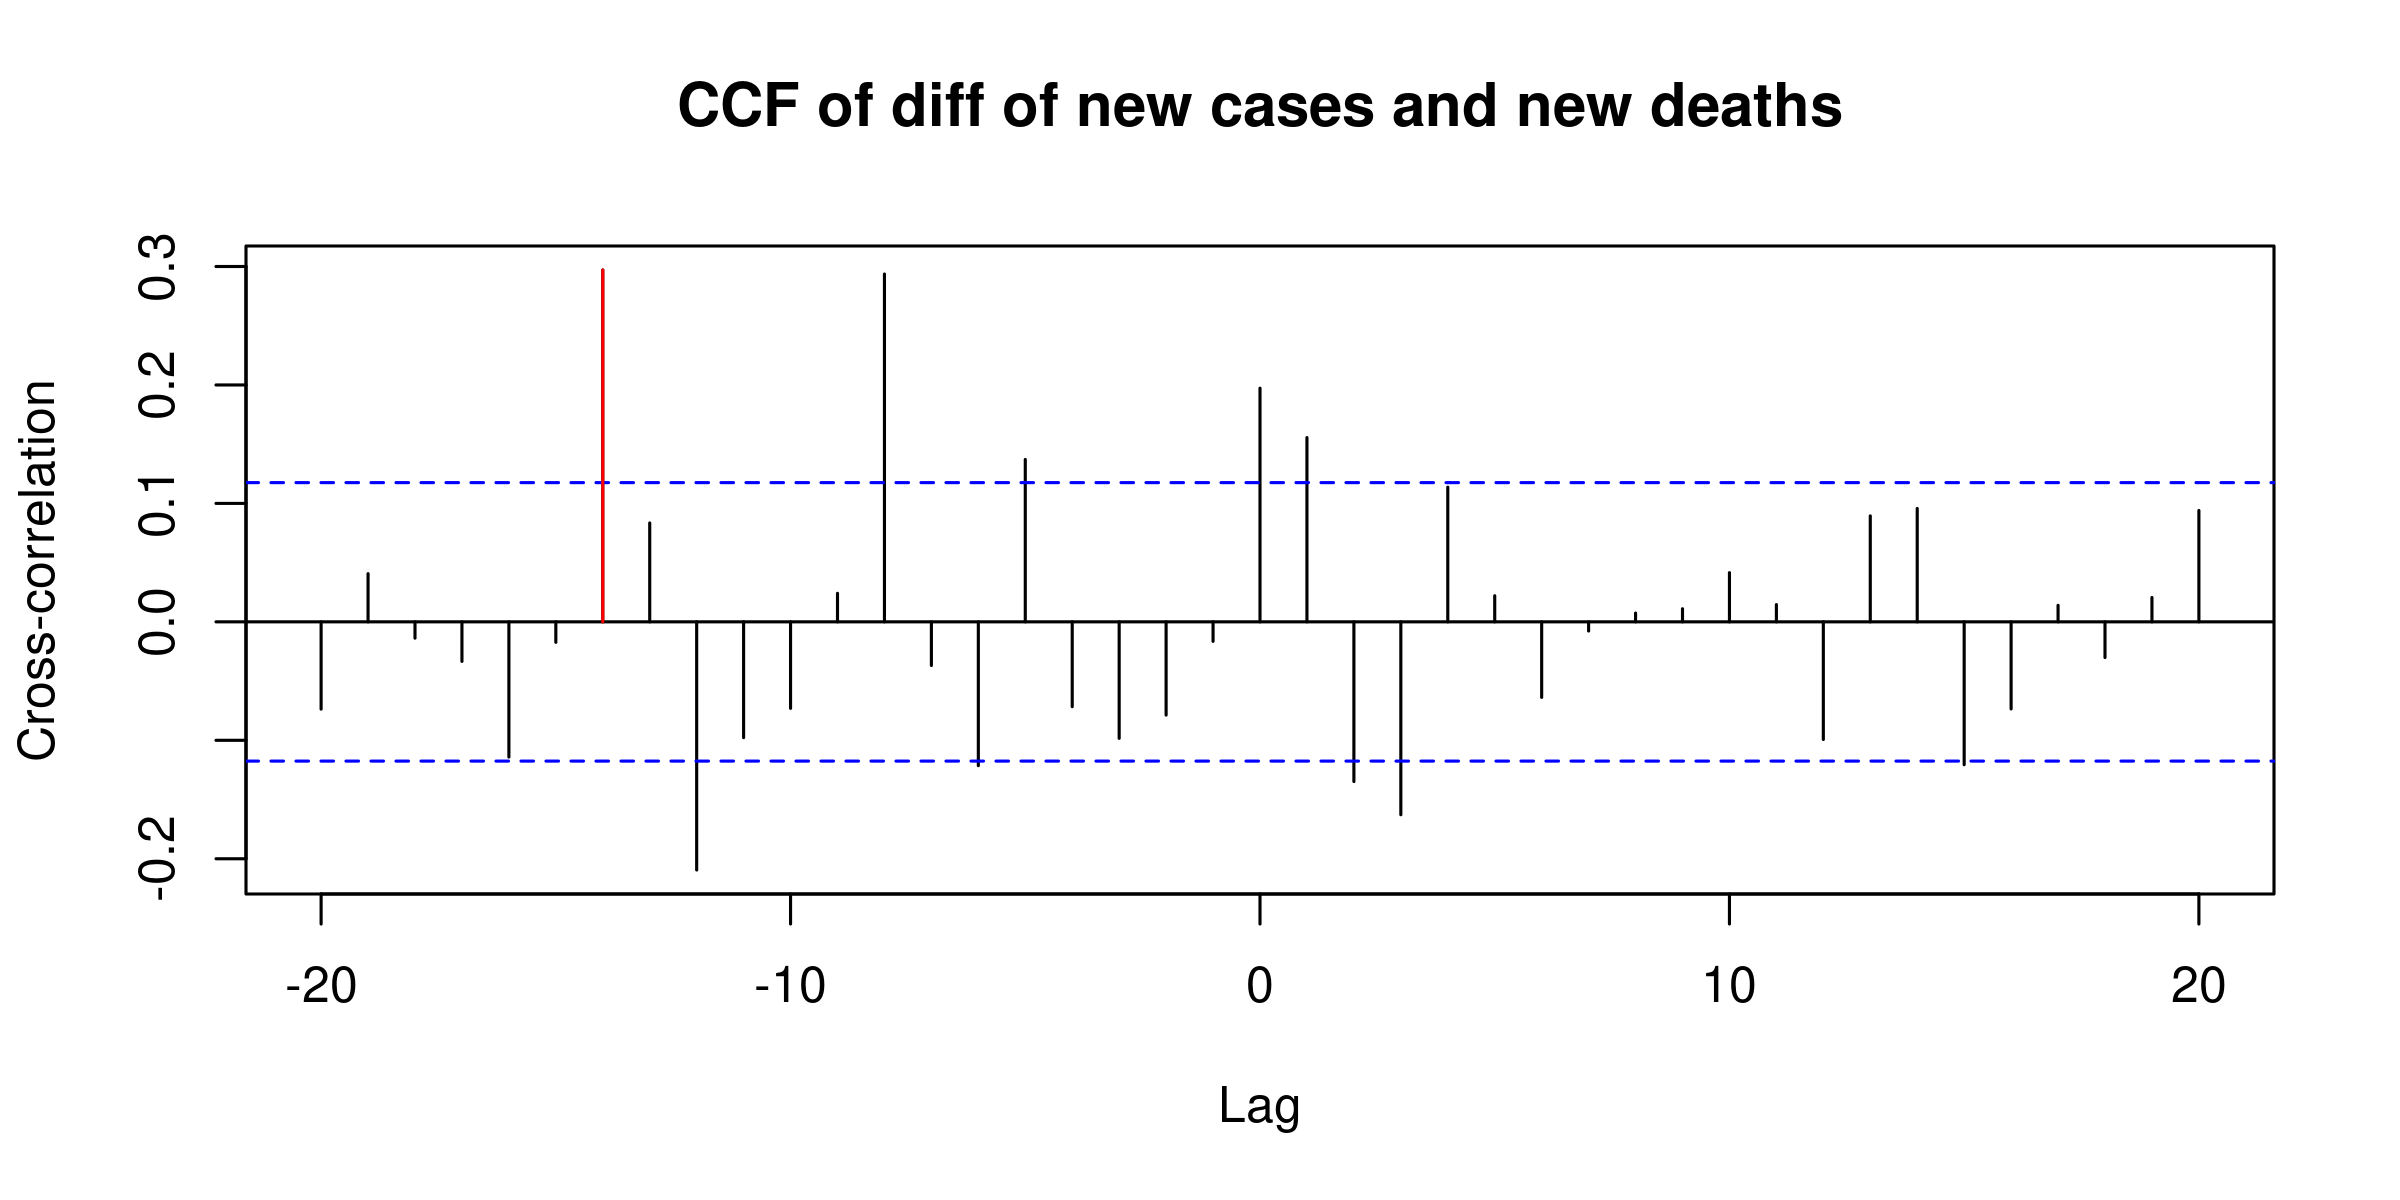 CCF of diff of new cases and new deaths
Cross-correlation
0.3
0.2
0.1
0.0
-0.2
-20 -10 0 10 20
Lag